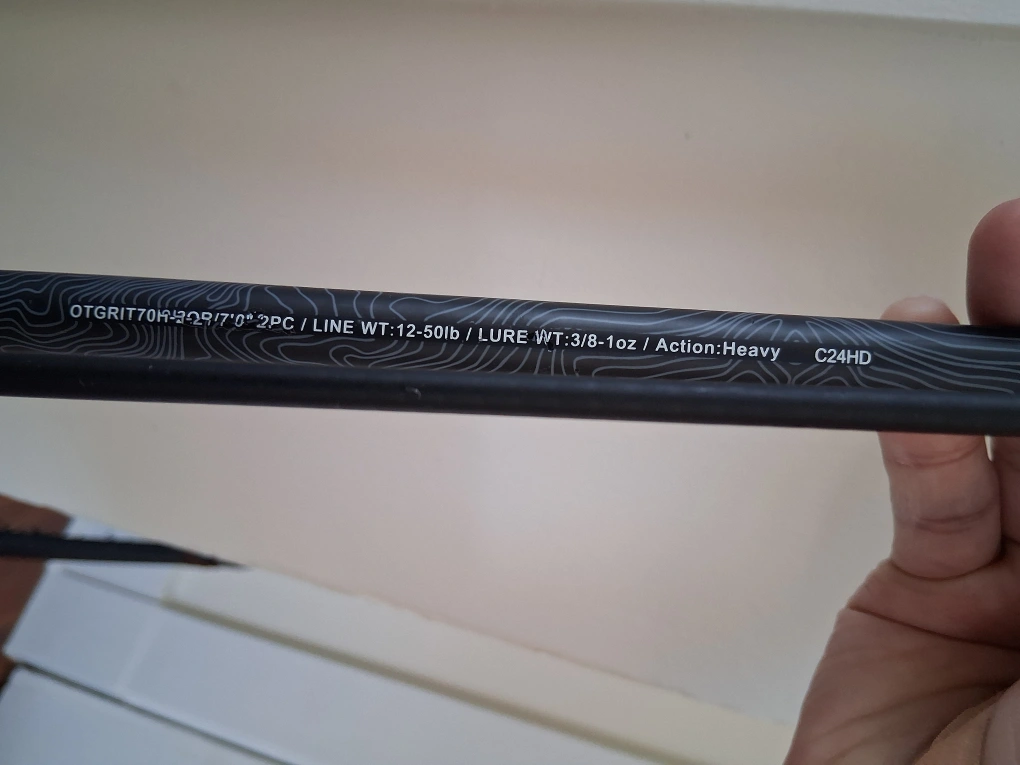 /7'0" 2PC / LINE WT:12-50lb / LURE WT:3/8-1oz / Action:Heavy C24HD